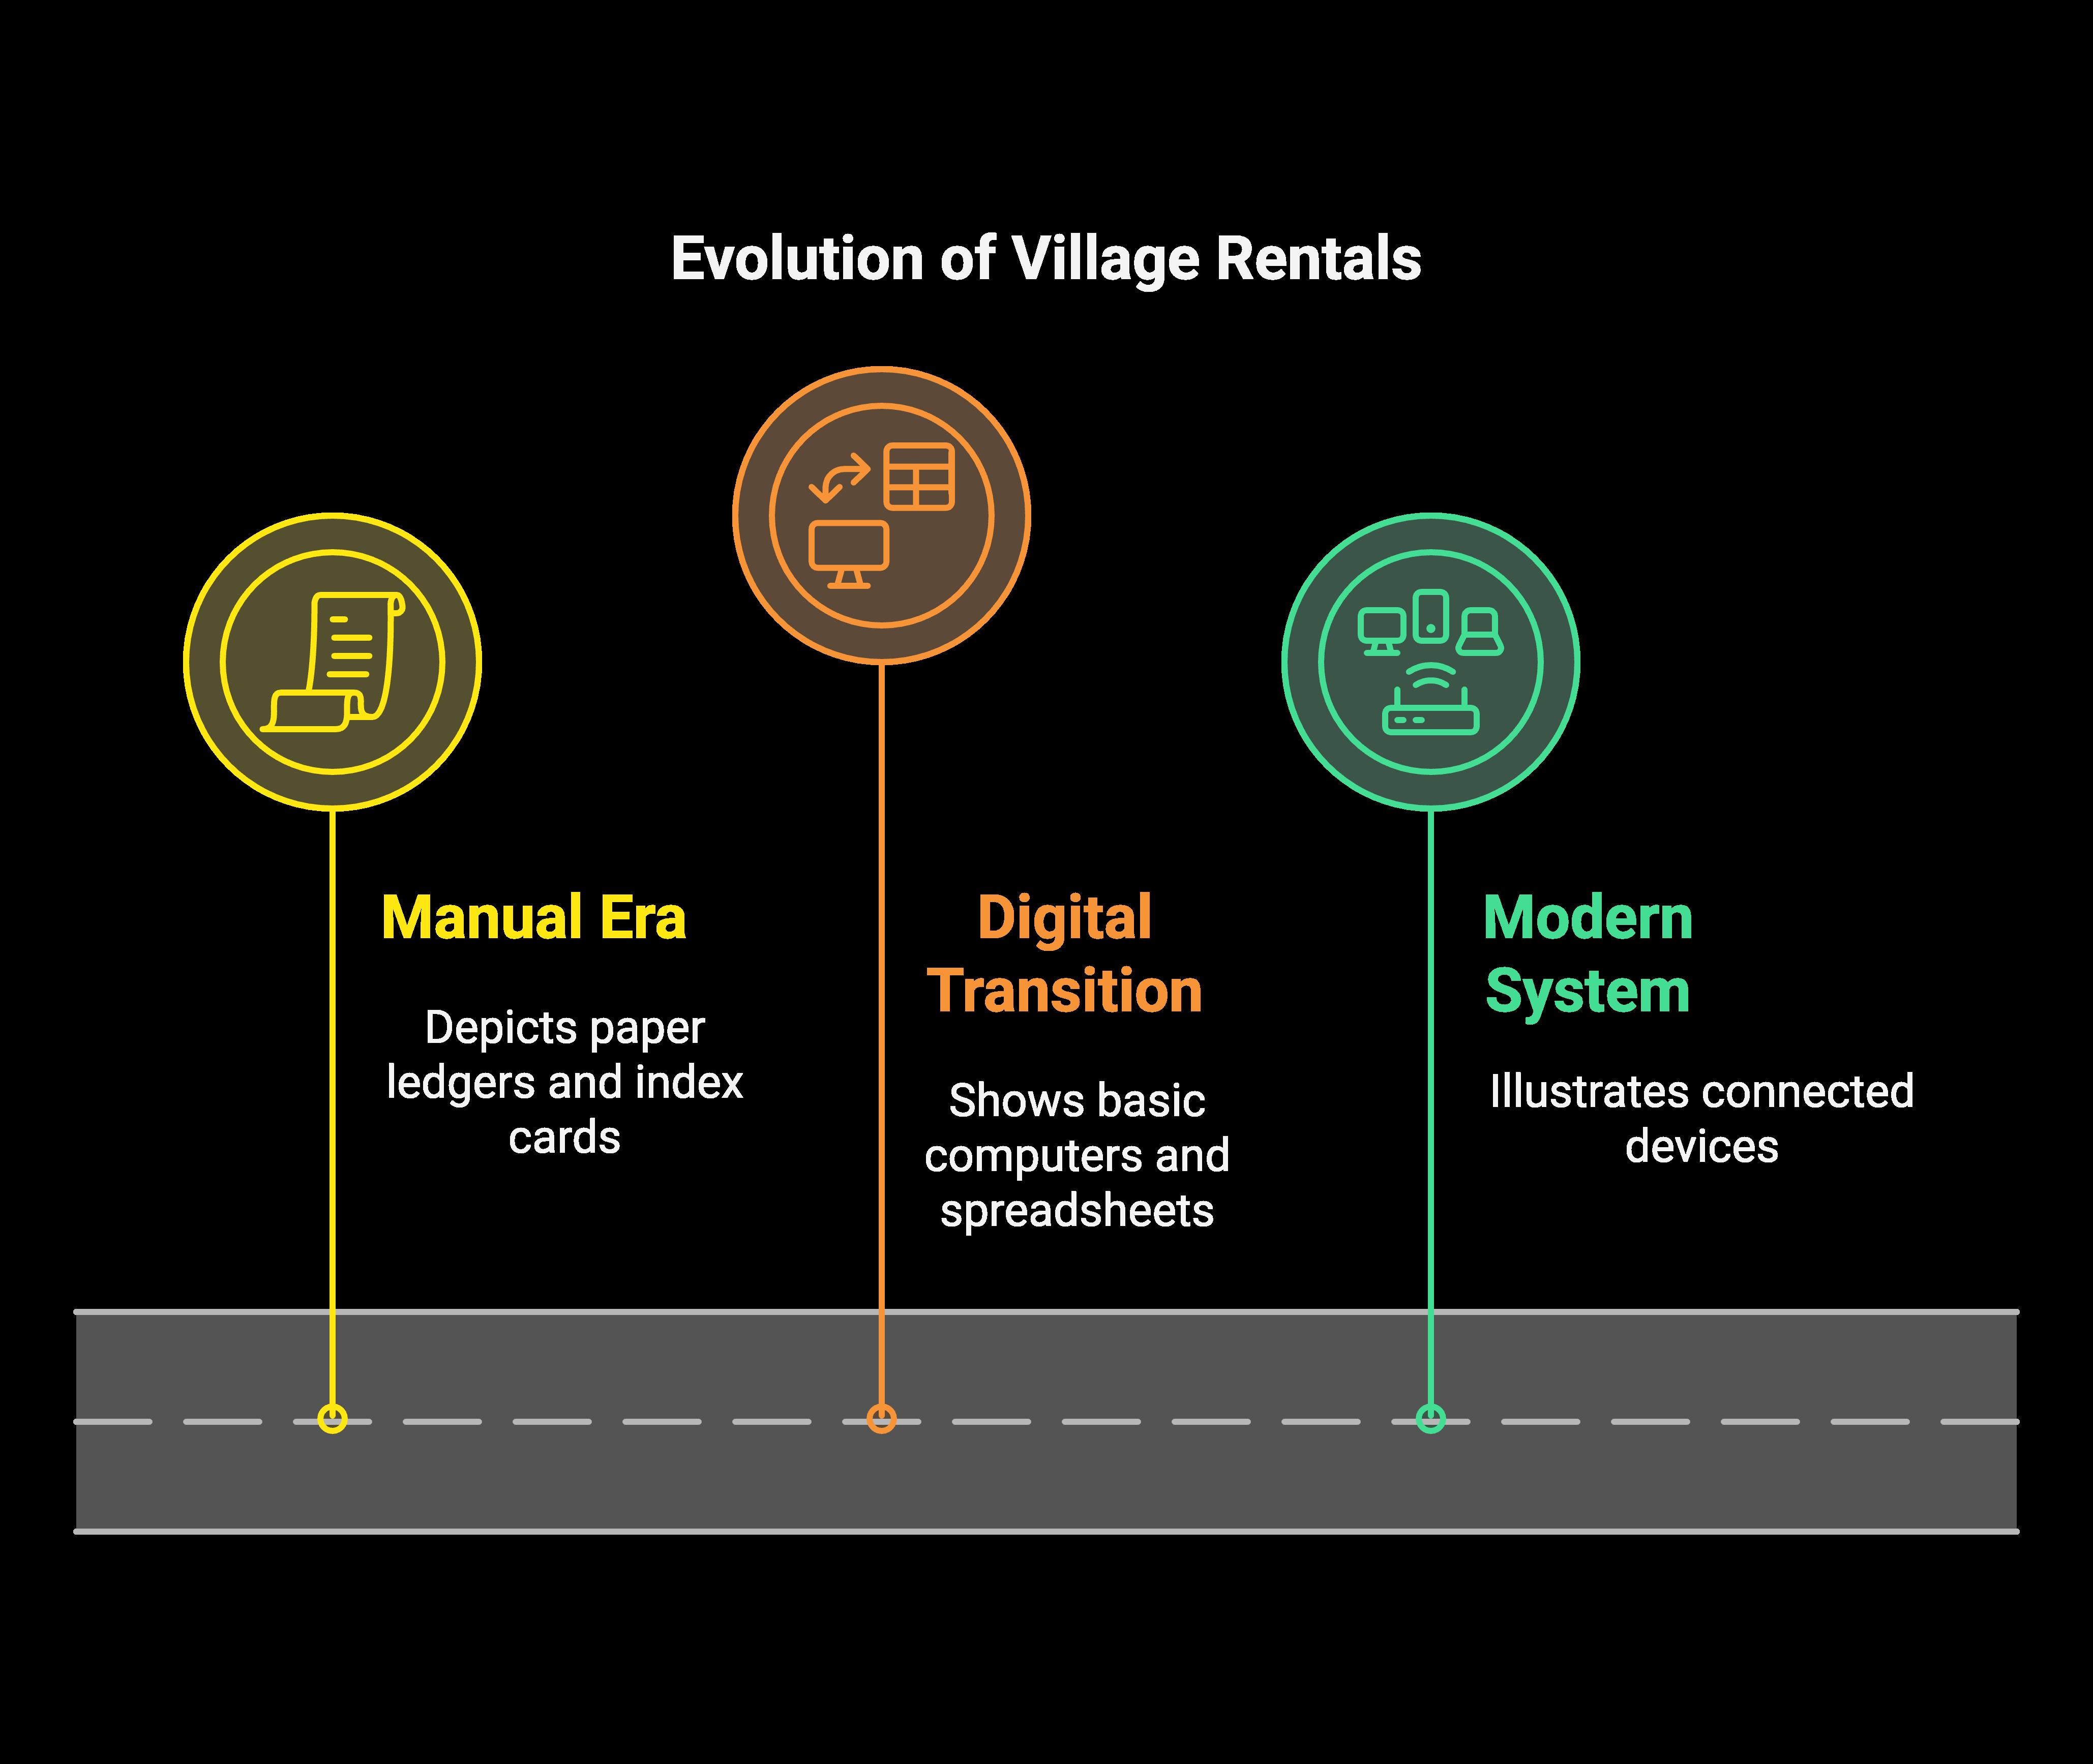 Evolution of Village Rentals
Manual Era
Depicts paper
ledgers and index
cards
Digital
Transition
Shows basic
computers and
spreadsheets
Modern
System
Illustrates connected
devices